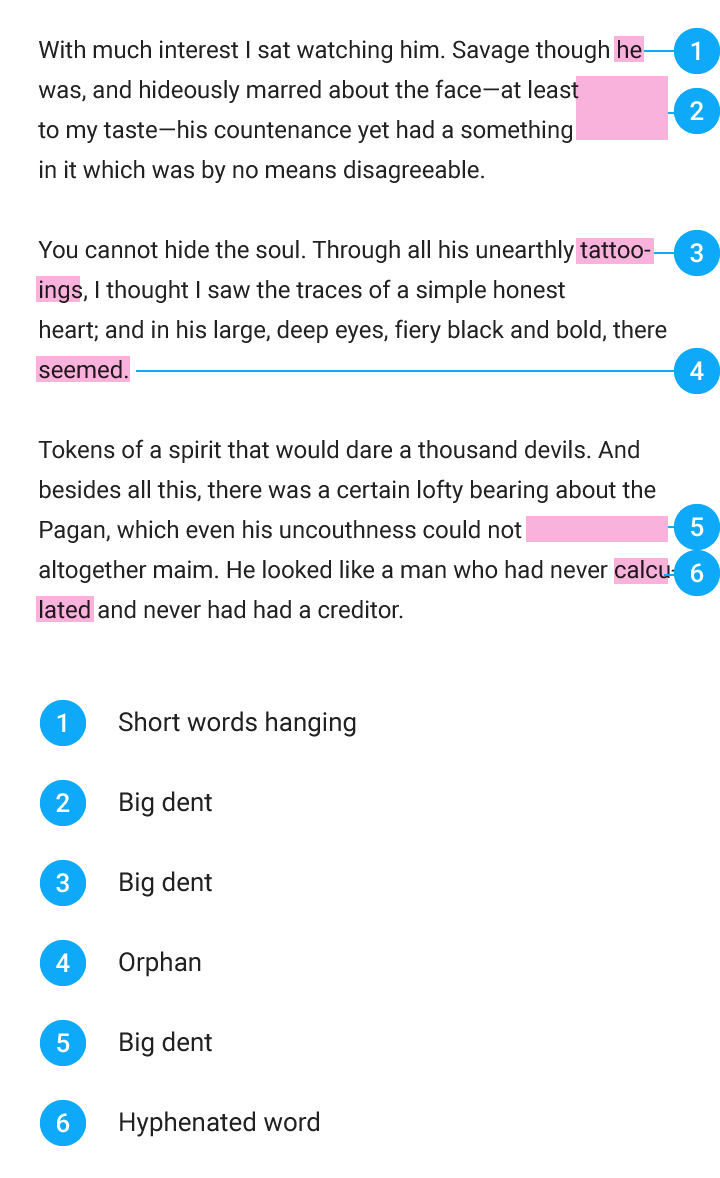 With much interest I sat watching him. Savage though he 1
was, and hideously marred about the face—at least
2
to my taste—his countenance yet had a something
in it which was by no means disagreeable.
You cannot hide the soul. Through all his unearthly tattoo- 3
ings, I thought I saw the traces of a simple honest
heart; and in his large, deep eyes, fiery black and bold, there
seemed. 4
Tokens of a spirit that would dare a thousand devils. And
besides all this, there was a certain lofty bearing about the
Pagan, which even his uncouthness could not 5
altogether maim. He looked like a man who had never calcu- 6
lated and never had had a creditor.
1 Short words hanging
2 Big dent
3 Big dent
4 Orphan
5 Big dent
6 Hyphenated word